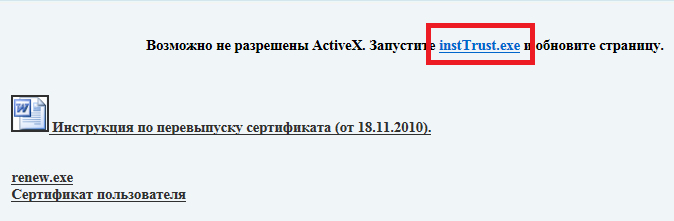 Возможно не разрешены ActiveX. Запустите instTrust.exe и обновите страницу.
Инструкция по перевыпуску сертификата (от 18.11.2010).
renew.exe
Сертификат пользователя